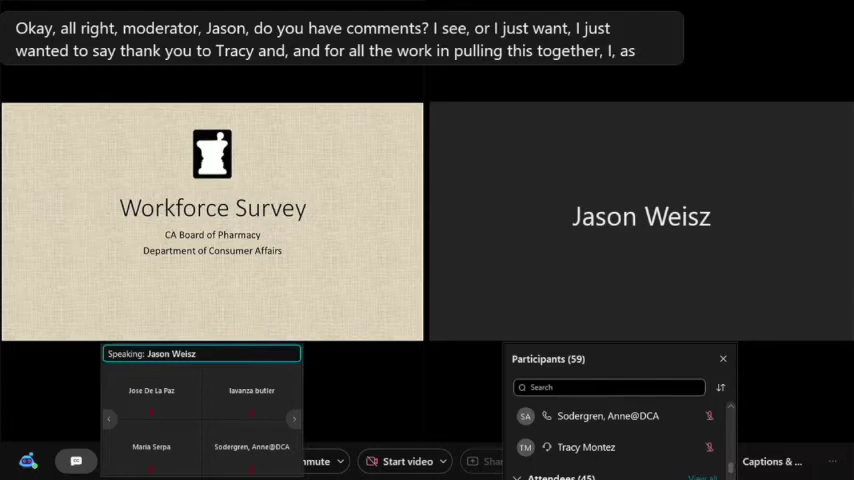 Okay, all right, moderator, Jason, do you have comments? I see, or I just want, I just
wanted to say thank you to Tracy and, and for all the work in pulling this together, I, as
Workforce Survey
CA Board of Pharmacy
Department of Consumer Affairs
Jason Weisz
Speaking: Jason Weisz
Jose De La Paz
lavanza butler
Maria Serpa
Sodergren, Anne@DCA
Participants (59)
Search
SA
Sodergren, Anne@DCA
TM
Tracy Montez
Attendees (45)
View all
mute
Start video
Shar
Captions & ...